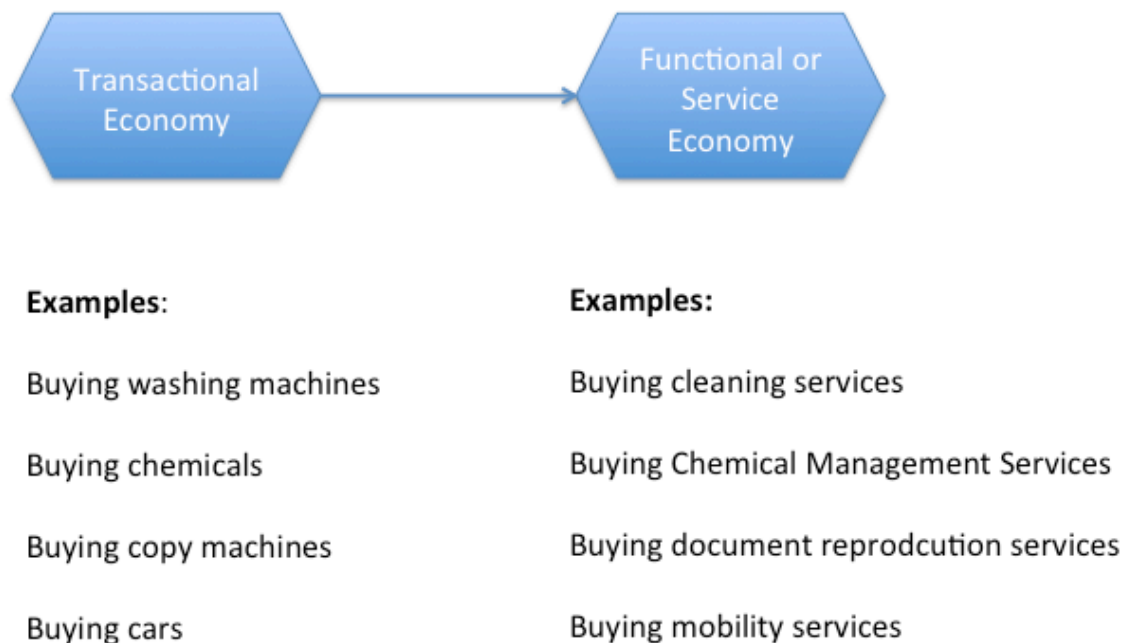 Transactional
Economy
Functional or
Service
Economy
Examples:
Buying washing machines
Buying chemicals
Buying copy machines
Buying cars
Examples:
Buying cleaning services
Buying Chemical Management Services
Buying document reprodcution services
Buying mobility services